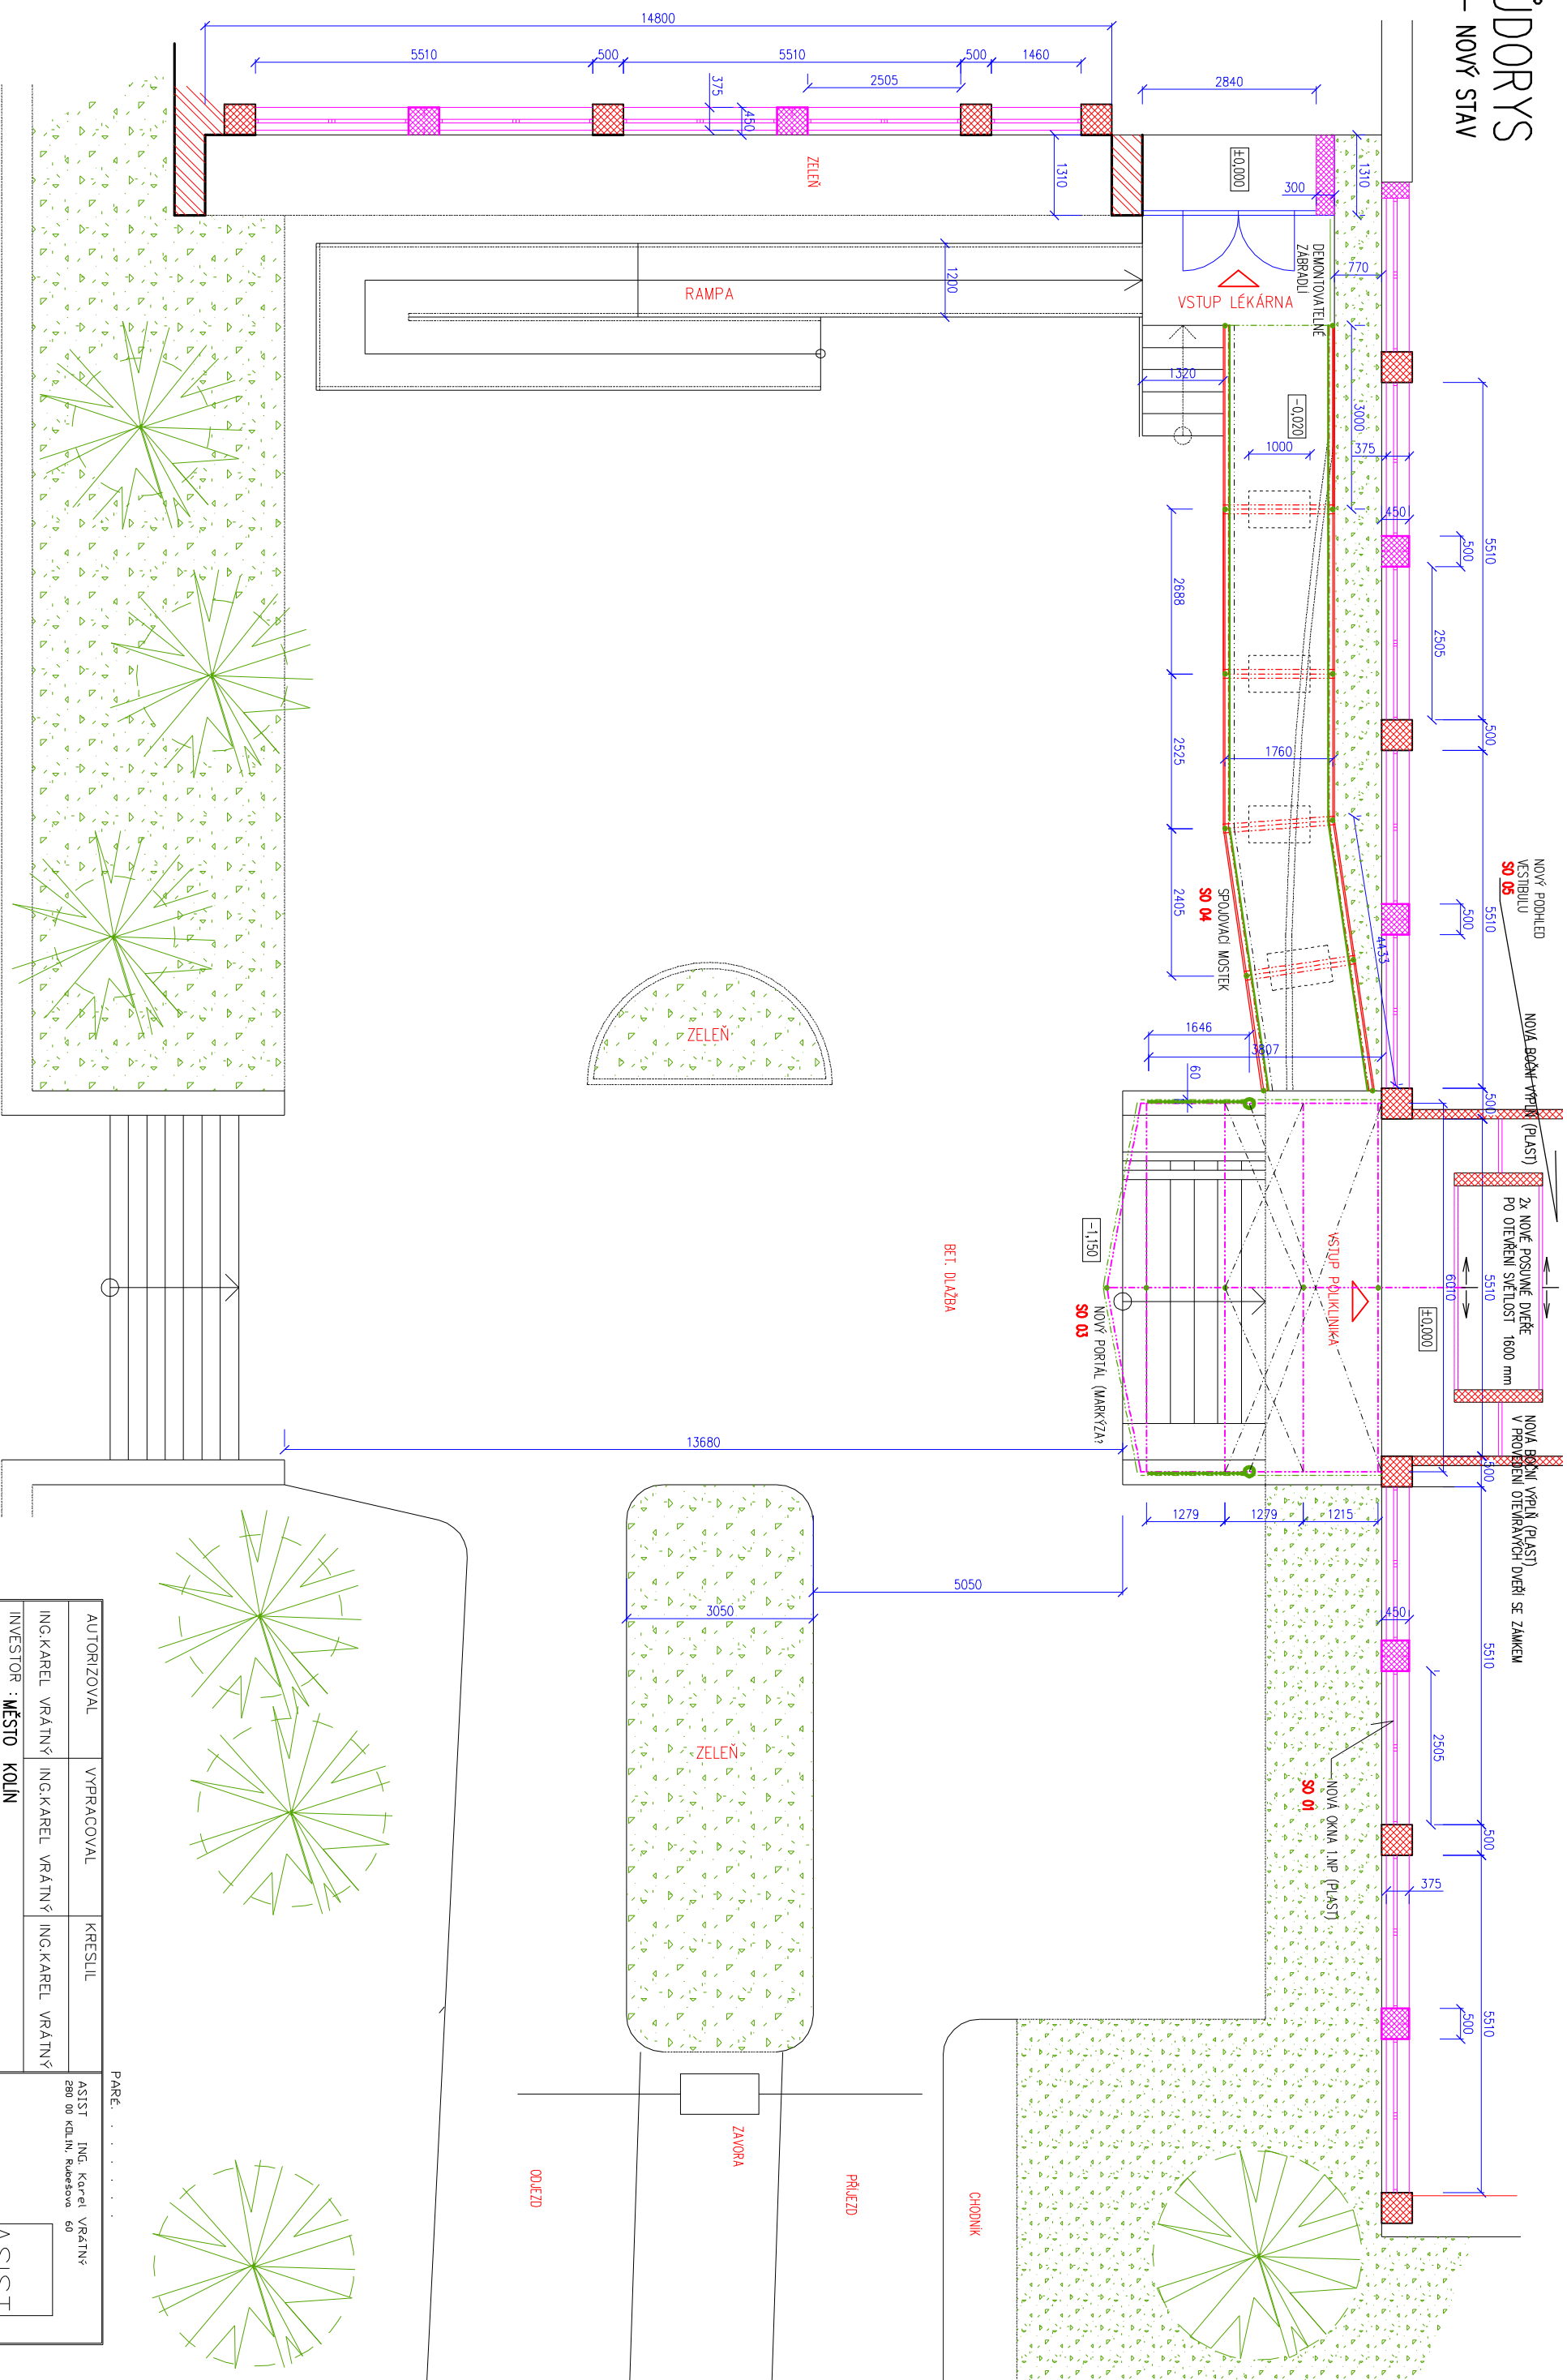 ŮDORYS
– NOVÝ STAV
14800
5510
500
5510
500
1460
2505
375
450
1310
2840
±0,000
300
1310
770
ZELEŇ
1200
RAMPA
DEMONTOVATELNÉ
ZÁBRADLÍ
VSTUP LÉKÁRNA
1320
-0,020
3000
375
1000
450
5510
500
2505
2688
500
2525
1760
5510
500
2405
4433
SPOJOVACÍ MOSTEK
SO 04
NOVÝ PODHLED
VESTIBULU
SO 05
NOVÁ BOČNÍ VÝPLŇ (PLAST)
ZELEŇ
1646
3807
60
500
2x NOVÉ POSUVNÉ DVEŘE
PO OTEVŘENÍ SVĚTLOST 1600 mm
5510
6010
±0,000
VSTUP POLIKLINIKA
-1,150
NOVÝ PORTÁL (MARKÝZA?
SO 03
BET. DLAŽBA
NOVÁ BOČNÍ VÝPLŇ (PLAST)
V PROVEDENÍ OTEVÍRAVÝCH DVEŘÍ SE ZÁMKEM
13680
500
1279
1279
1215
5050
3050
450
5510
2505
NOVÁ OKNA 1.NP (PLAST)
SO 01
500
375
5510
500
ZELEŇ
ZÁVORA
ODJEZD
PŘÍJEZD
CHODNÍK
AUTORIZOVAL
VYPRACOVAL
KRESLIL
ING.KAREL VRÁTNÝ
ING.KAREL VRÁTNÝ
ING.KAREL VRÁTNÝ
INVESTOR : MĚSTO KOLÍN
PARÉ. . . . . .
ASIST ING. Karel VRÁTNÝ
280 00 KOLÍN, Rubešova 60
ASIST